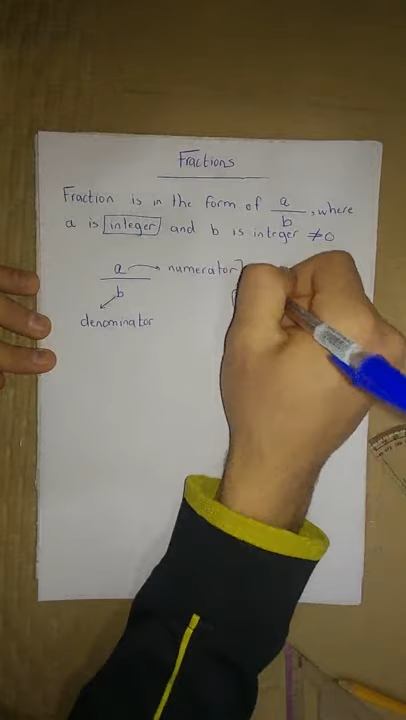 Fractions
Fraction is in the form of a/b, where
a is integer and b is integer ≠0
a numerator
b
denominator